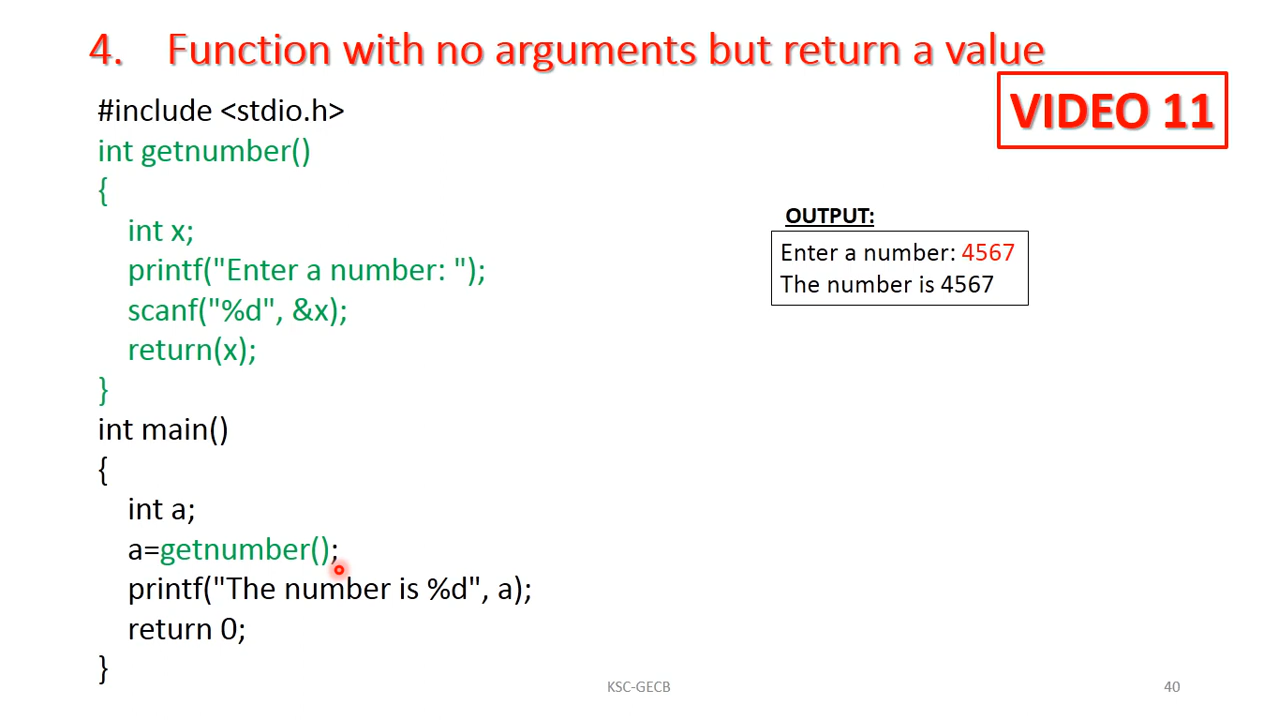 4. Function with no arguments but return a value
VIDEO 11
#include <stdio.h>
int getnumber()
{
int x;
printf("Enter a number: ");
scanf("%d", &x);
return(x);
}
int main()
{
int a;
a=getnumber();
printf("The number is %d", a);
return 0;
}
OUTPUT:
Enter a number: 4567
The number is 4567
KSC-GECB
40